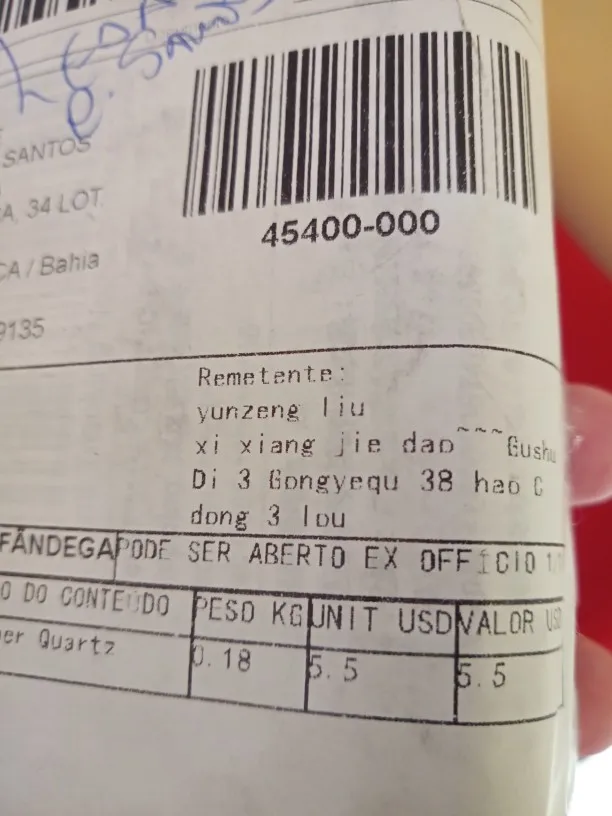 SANTOS
A, 34 LOT
45400-000
CA / Bahia
9135
Remetente:
yunzeng liu
xi xiang jie dao~~~Gushu
Di 3 Gongyequ 38 hao C
dong 3 lou
FÂNDEGA PODE SER ABERTO EX OFFÍCIO
O DO CONTEÚDO PESO KG UNIT USD VALOR USD
er Quartz 0.18 5.5 5.5